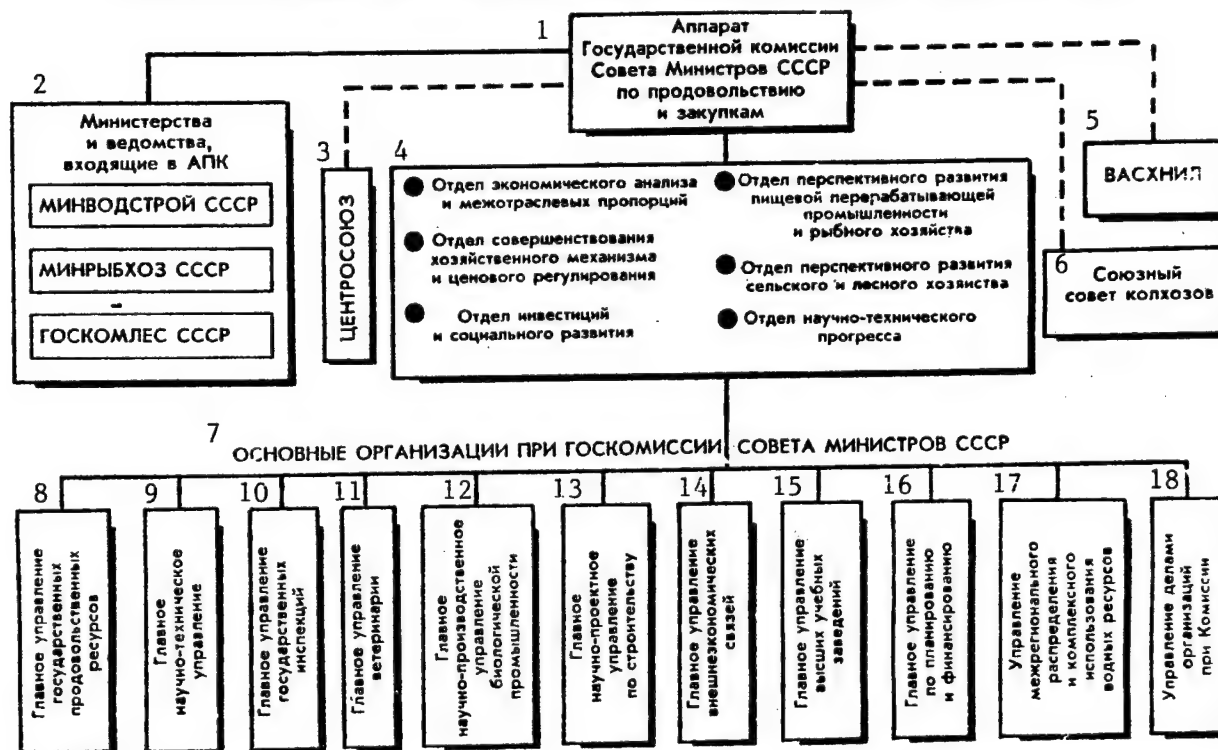 1
Аппарат
Государственной комиссии
Совета Министров СССР
по продовольствию
и закупкам
2
Министерства
и ведомства,
входящие в АПК
МИНВОДСТРОЙ СССР
МИНРЫБХОЗ СССР
ГОСКОМЛЕС СССР
3
ЦЕНТРОСОЮЗ
4
Отдел экономического анализа
и межотраслевых пропорций
Отдел совершенствования
хозяйственного механизма
и ценового регулирования
Отдел инвестиций
и социального развития
Отдел перспективного развития
пищевой перерабатывающей
промышленности
и рыбного хозяйства
Отдел перспективного развития
сельского и лесного хозяйства
Отдел научно-технического
прогресса
5
ВАСХНИЛ
6
Союзный
совет колхозов
7
ОСНОВНЫЕ ОРГАНИЗАЦИИ ПРИ ГОСКОМИССИИ СОВЕТА МИНИСТРОВ СССР
8
Главное управление
государственных
продовольственных
ресурсов
9
Главное
научно-техническое
управление
10
Главное управление
государственных
инспекций
11
Главное управление
ветеринарии
12
Главное
научно-производственное
управление
биологической
промышленности
13
Главное
научно-проектное
управление
по строительству
14
Главное управление
внешнеэкономических
связей
15
Главное управление
высших учебных
заведений
16
Главное управление
по планированию
и финансированию
17
Управление
межрегионального
распределения
и комплексного
использования
водных ресурсов
18
Управление делами
организаций
при Комиссии